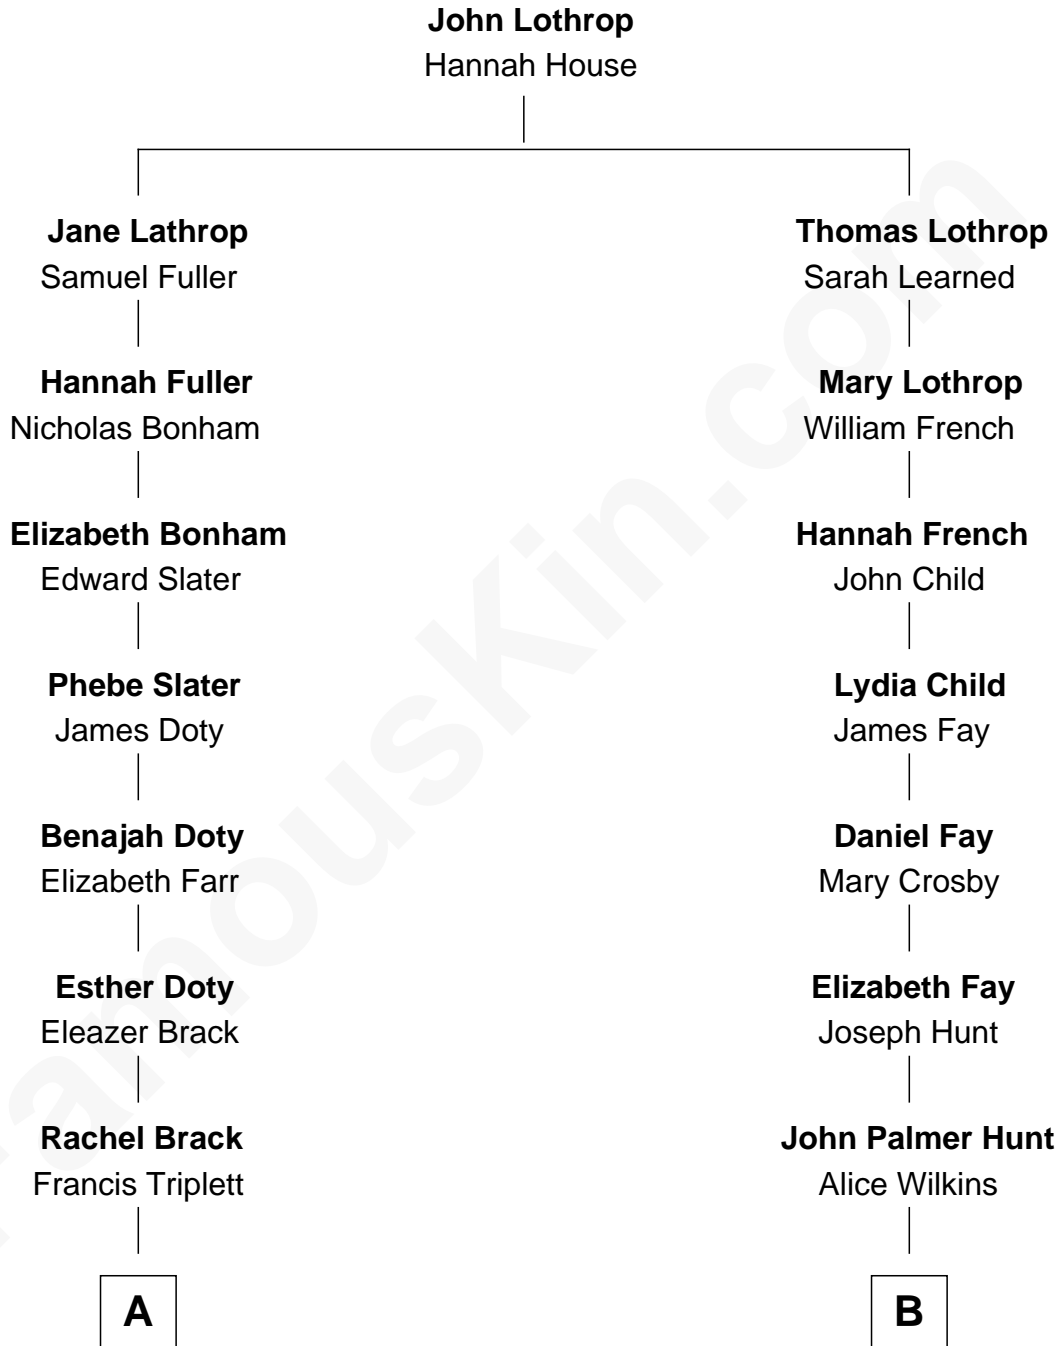 John Lothrop
Hannah House
Jane Lathrop
Samuel Fuller
Hannah Fuller
Nicholas Bonham
Elizabeth Bonham
Edward Slater
Phebe Slater
James Doty
Benajah Doty
Elizabeth Farr
Esther Doty
Eleazer Brack
Rachel Brack
Francis Triplett
A
Thomas Lothrop
Sarah Learned
Mary Lothrop
William French
Hannah French
John Child
Lydia Child
James Fay
Daniel Fay
Mary Crosby
Elizabeth Fay
Joseph Hunt
John Palmer Hunt
Alice Wilkins
B
FamousKin.com